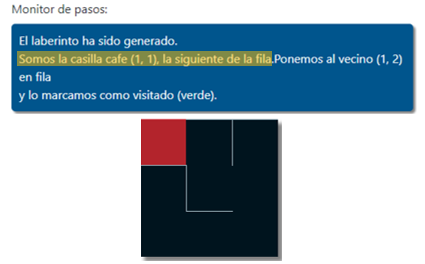 Monitor de pasos:
El laberinto ha sido generado.
Somos la casilla cafe (1, 1), la siguiente de la fila.Ponemos al vecino (1, 2)
en fila
y lo marcamos como visitado (verde).